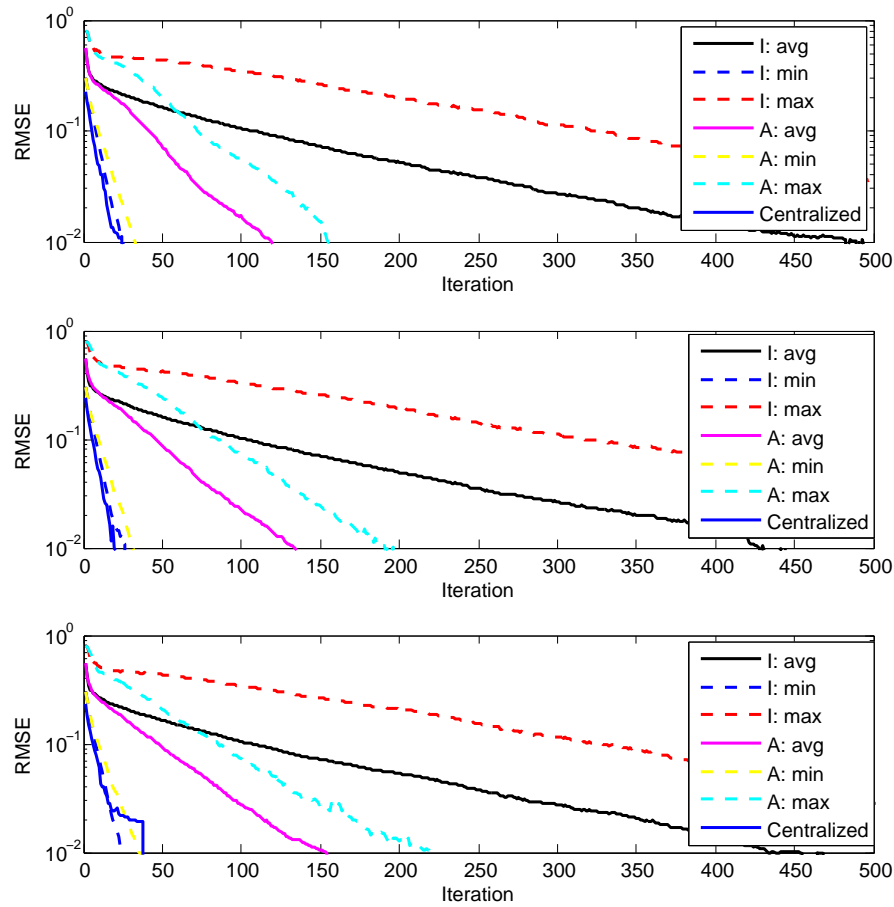 10^0
10^-1
10^-2
RMSE
0 50 100 150 200 250 300 350 400 450 500
Iteration
I: avg
I: min
I: max
A: avg
A: min
A: max
Centralized
10^0
10^-1
10^-2
RMSE
0 50 100 150 200 250 300 350 400 450 500
Iteration
I: avg
I: min
I: max
A: avg
A: min
A: max
Centralized
10^0
10^-1
10^-2
RMSE
0 50 100 150 200 250 300 350 400 450 500
Iteration
I: avg
I: min
I: max
A: avg
A: min
A: max
Centralized